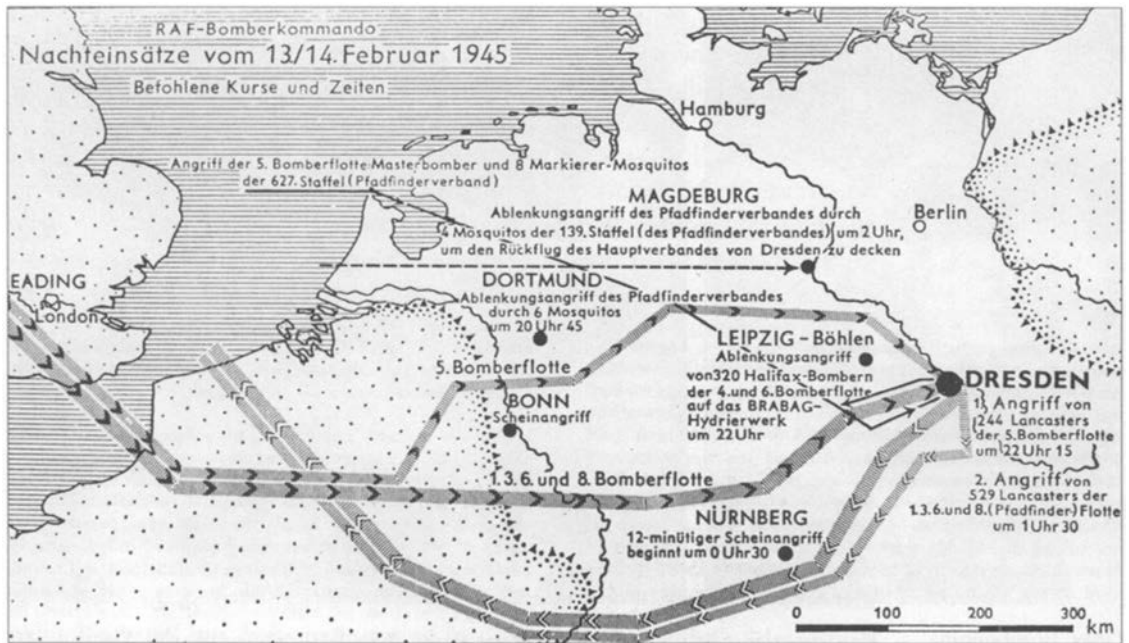 RAF-Bomberkommando
Nachteinsätze vom 13/14. Februar 1945
Befohlene Kurse und Zeiten
Hamburg
Angriff der 5. Bomberflotte Masterbomber und 8 Markierer-Mosquitos
der 627. Staffel (Pfadfinderverband)
MAGDEBURG
Ablenkungsangriff des Pfadfinderverbandes durch
4 Mosquitos der 139. Staffel (des Pfadfinderverbandes) um 2 Uhr,
um den Rückflug des Hauptverbandes von Dresden zu decken
Berlin
EADING
London
DORTMUND
Ablenkungsangriff des Pfadfinderverbandes
durch 6 Mosquitos
um 20 Uhr 45
5. Bomberflotte
BONN
Scheinangriff
LEIPZIG - Böhlen
Ablenkungsangriff
von 320 Halifax-Bombern
der 4. und 6. Bomberflotte
auf das BRABAG-
Hydrierwerk
um 22 Uhr
DRESDEN
1. Angriff von
244 Lancasters
der 5. Bomberflotte
um 22 Uhr 15
2. Angriff von
529 Lancasters der
1.3.6. und 8. (Pfadfinder-) Flotte
um 1 Uhr 30
1.3.6. und 8. Bomberflotte
NÜRNBERG
12-minütiger Scheinangriff
beginnt um 0 Uhr 30
0 100 200 300
km